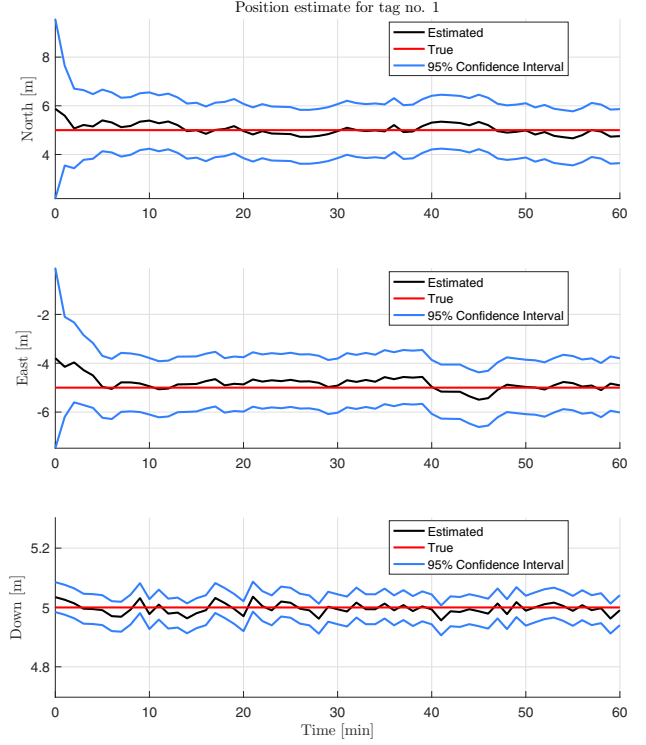 Position estimate for tag no. 1
North [m]
8
6
4
Estimated
True
95% Confidence Interval
0 10 20 30 40 50 60
East [m]
-2
-4
-6
Estimated
True
95% Confidence Interval
0 10 20 30 40 50 60
Down [m]
5.2
5
4.8
Estimated
True
95% Confidence Interval
0 10 20 30 40 50 60
Time [min]